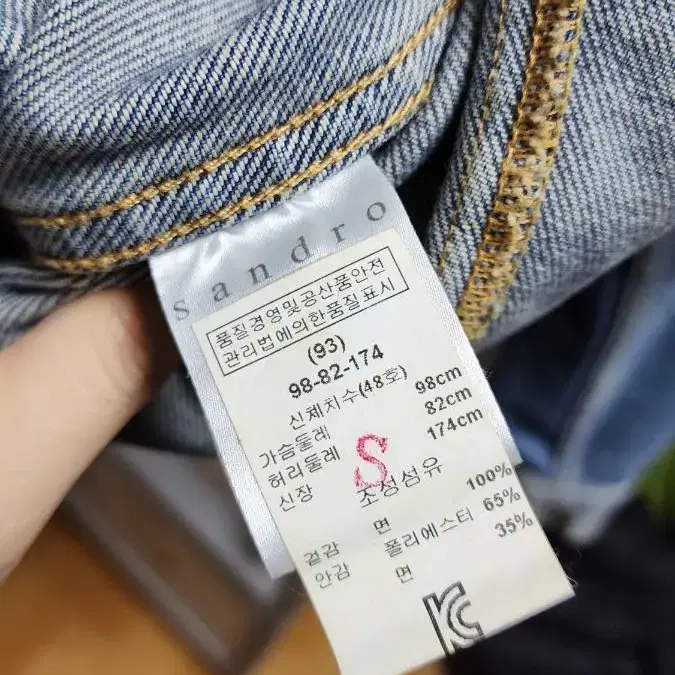 sandro
품질경영및공산품안전
관리법에의한품질표시
(93)
98-82-174
신체치수(48호)
가슴둘레 98cm
허리둘레 82cm
신장 174cm
S
조성섬유
겉감 면 100%
안감 폴리에스터 65%
면 35%